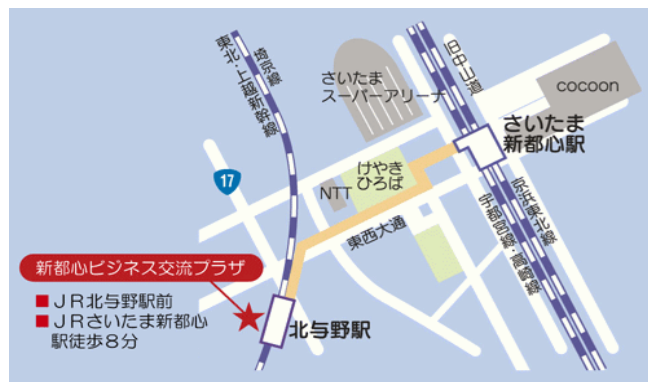 埼京線
東北・上越新幹線
さいたま
スーパーアリーナ
旧中山道
cocoon
さいたま
新都心駅
けやき
ひろば
NTT
17
東西大通
京浜東北線
宇都宮線・高崎線
新都心ビジネス交流プラザ
■ＪＲ北与野駅前
■ＪＲさいたま新都心
駅徒歩８分
北与野駅